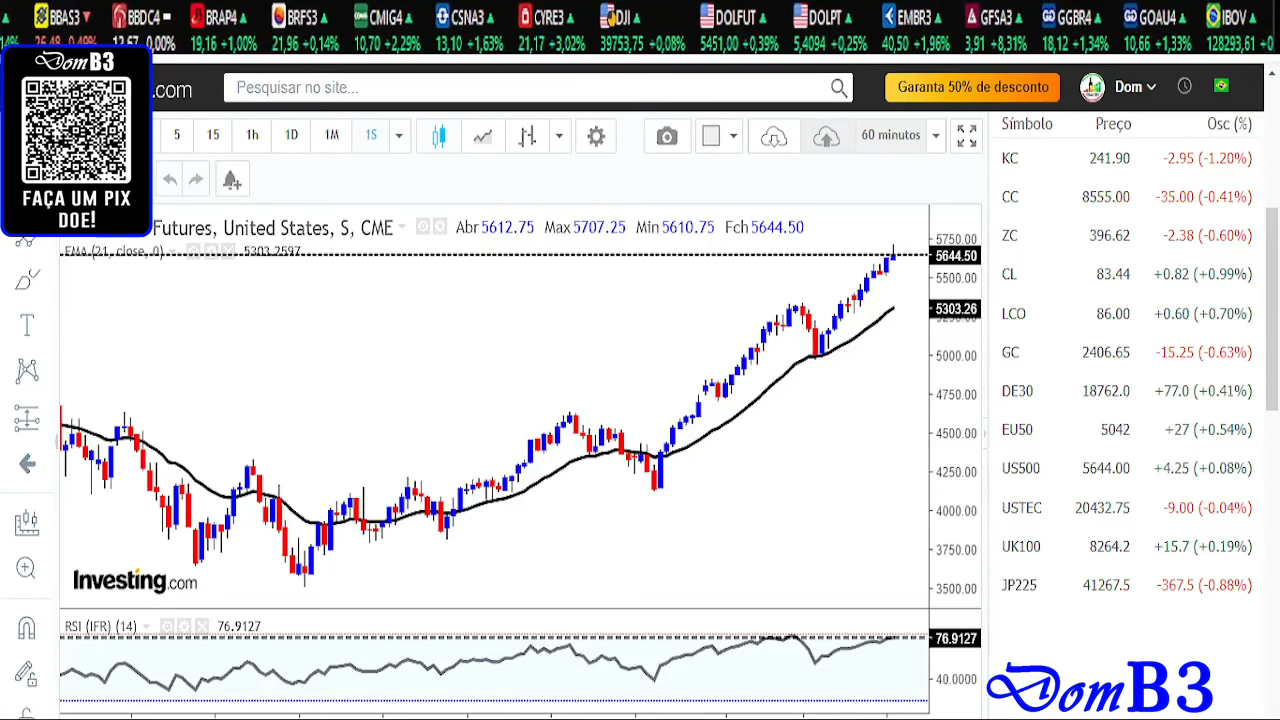 BBAS3▼ BBDC4 BRAP4▲ BRFS3▲ CMIG4▲ CSNA3▲ CYRE3▲ DJI▲ DOLFUT▲ DOLPT▲ EMBR3▲ GFSA3▲ GGBR4▲ GOAU4▲ IBOV▲
14% 26,48 -0,49% 12,67 0,00% 19,16 +1,00% 21,96 +0,14% 10,70 +2,29% 13,10 +1,63% 21,17 +3,02% 39753,75 +0,08% 5451,00 +0,39% 5,4094 +0,25% 40,50 +1,96% 3,91 +8,31% 18,12 +1,34% 10,66 +1,33% 128293,61 +0
DomB3
FAÇA UM PIX
DOE!
.com
Pesquisar no site...
Garanta 50% de desconto
Dom
5 15 1h 1D 1M 1S
60 minutos
Futures, United States, S, CME Abr 5612.75 Max 5707.25 Min 5610.75 Fch 5644.50
EMA (21, close, 0) 5303.2597
5750.00
5644.50
5500.00
5303.26
5250.00
5000.00
4750.00
4500.00
4250.00
4000.00
3750.00
3500.00
Investing.com
RSI (IFR) (14) 76.9127
76.9127
40.0000
Símbolo Preço Osc (%)
KC 241.90 -2.95 (-1.20%)
CC 8555.00 -35.00 (-0.41%)
ZC 396.62 -2.38 (-0.60%)
CL 83.44 +0.82 (+0.99%)
LCO 86.00 +0.60 (+0.70%)
GC 2406.65 -15.25 (-0.63%)
DE30 18762.0 +77.0 (+0.41%)
EU50 5042 +27 (+0.54%)
US500 5644.00 +4.25 (+0.08%)
USTEC 20432.75 -9.00 (-0.04%)
UK100 8264.2 +15.7 (+0.19%)
JP225 41267.5 -367.5 (-0.88%)
DomB3